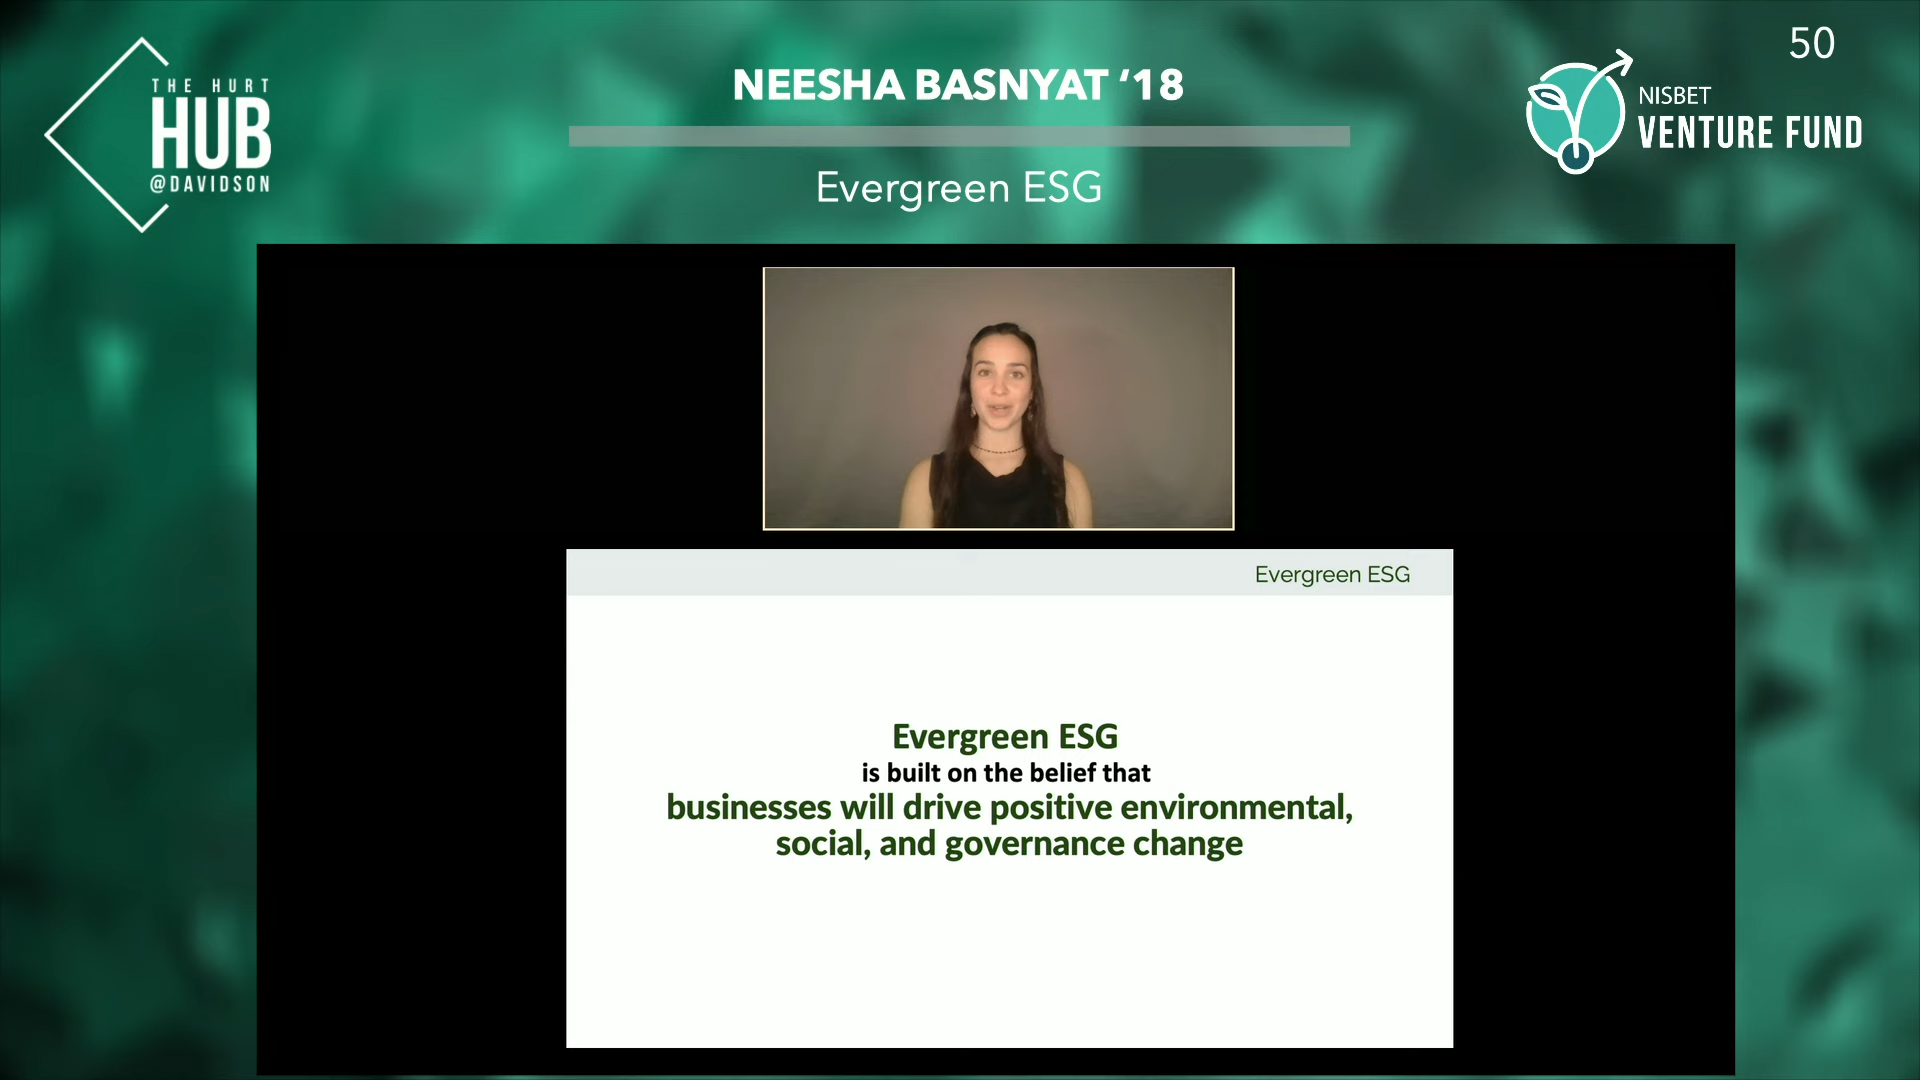 THE HURT
HUB
@DAVIDSON
NEESHA BASNYAT ’18
Evergreen ESG
50
NISBET
VENTURE FUND
Evergreen ESG
Evergreen ESG
is built on the belief that
businesses will drive positive environmental,
social, and governance change